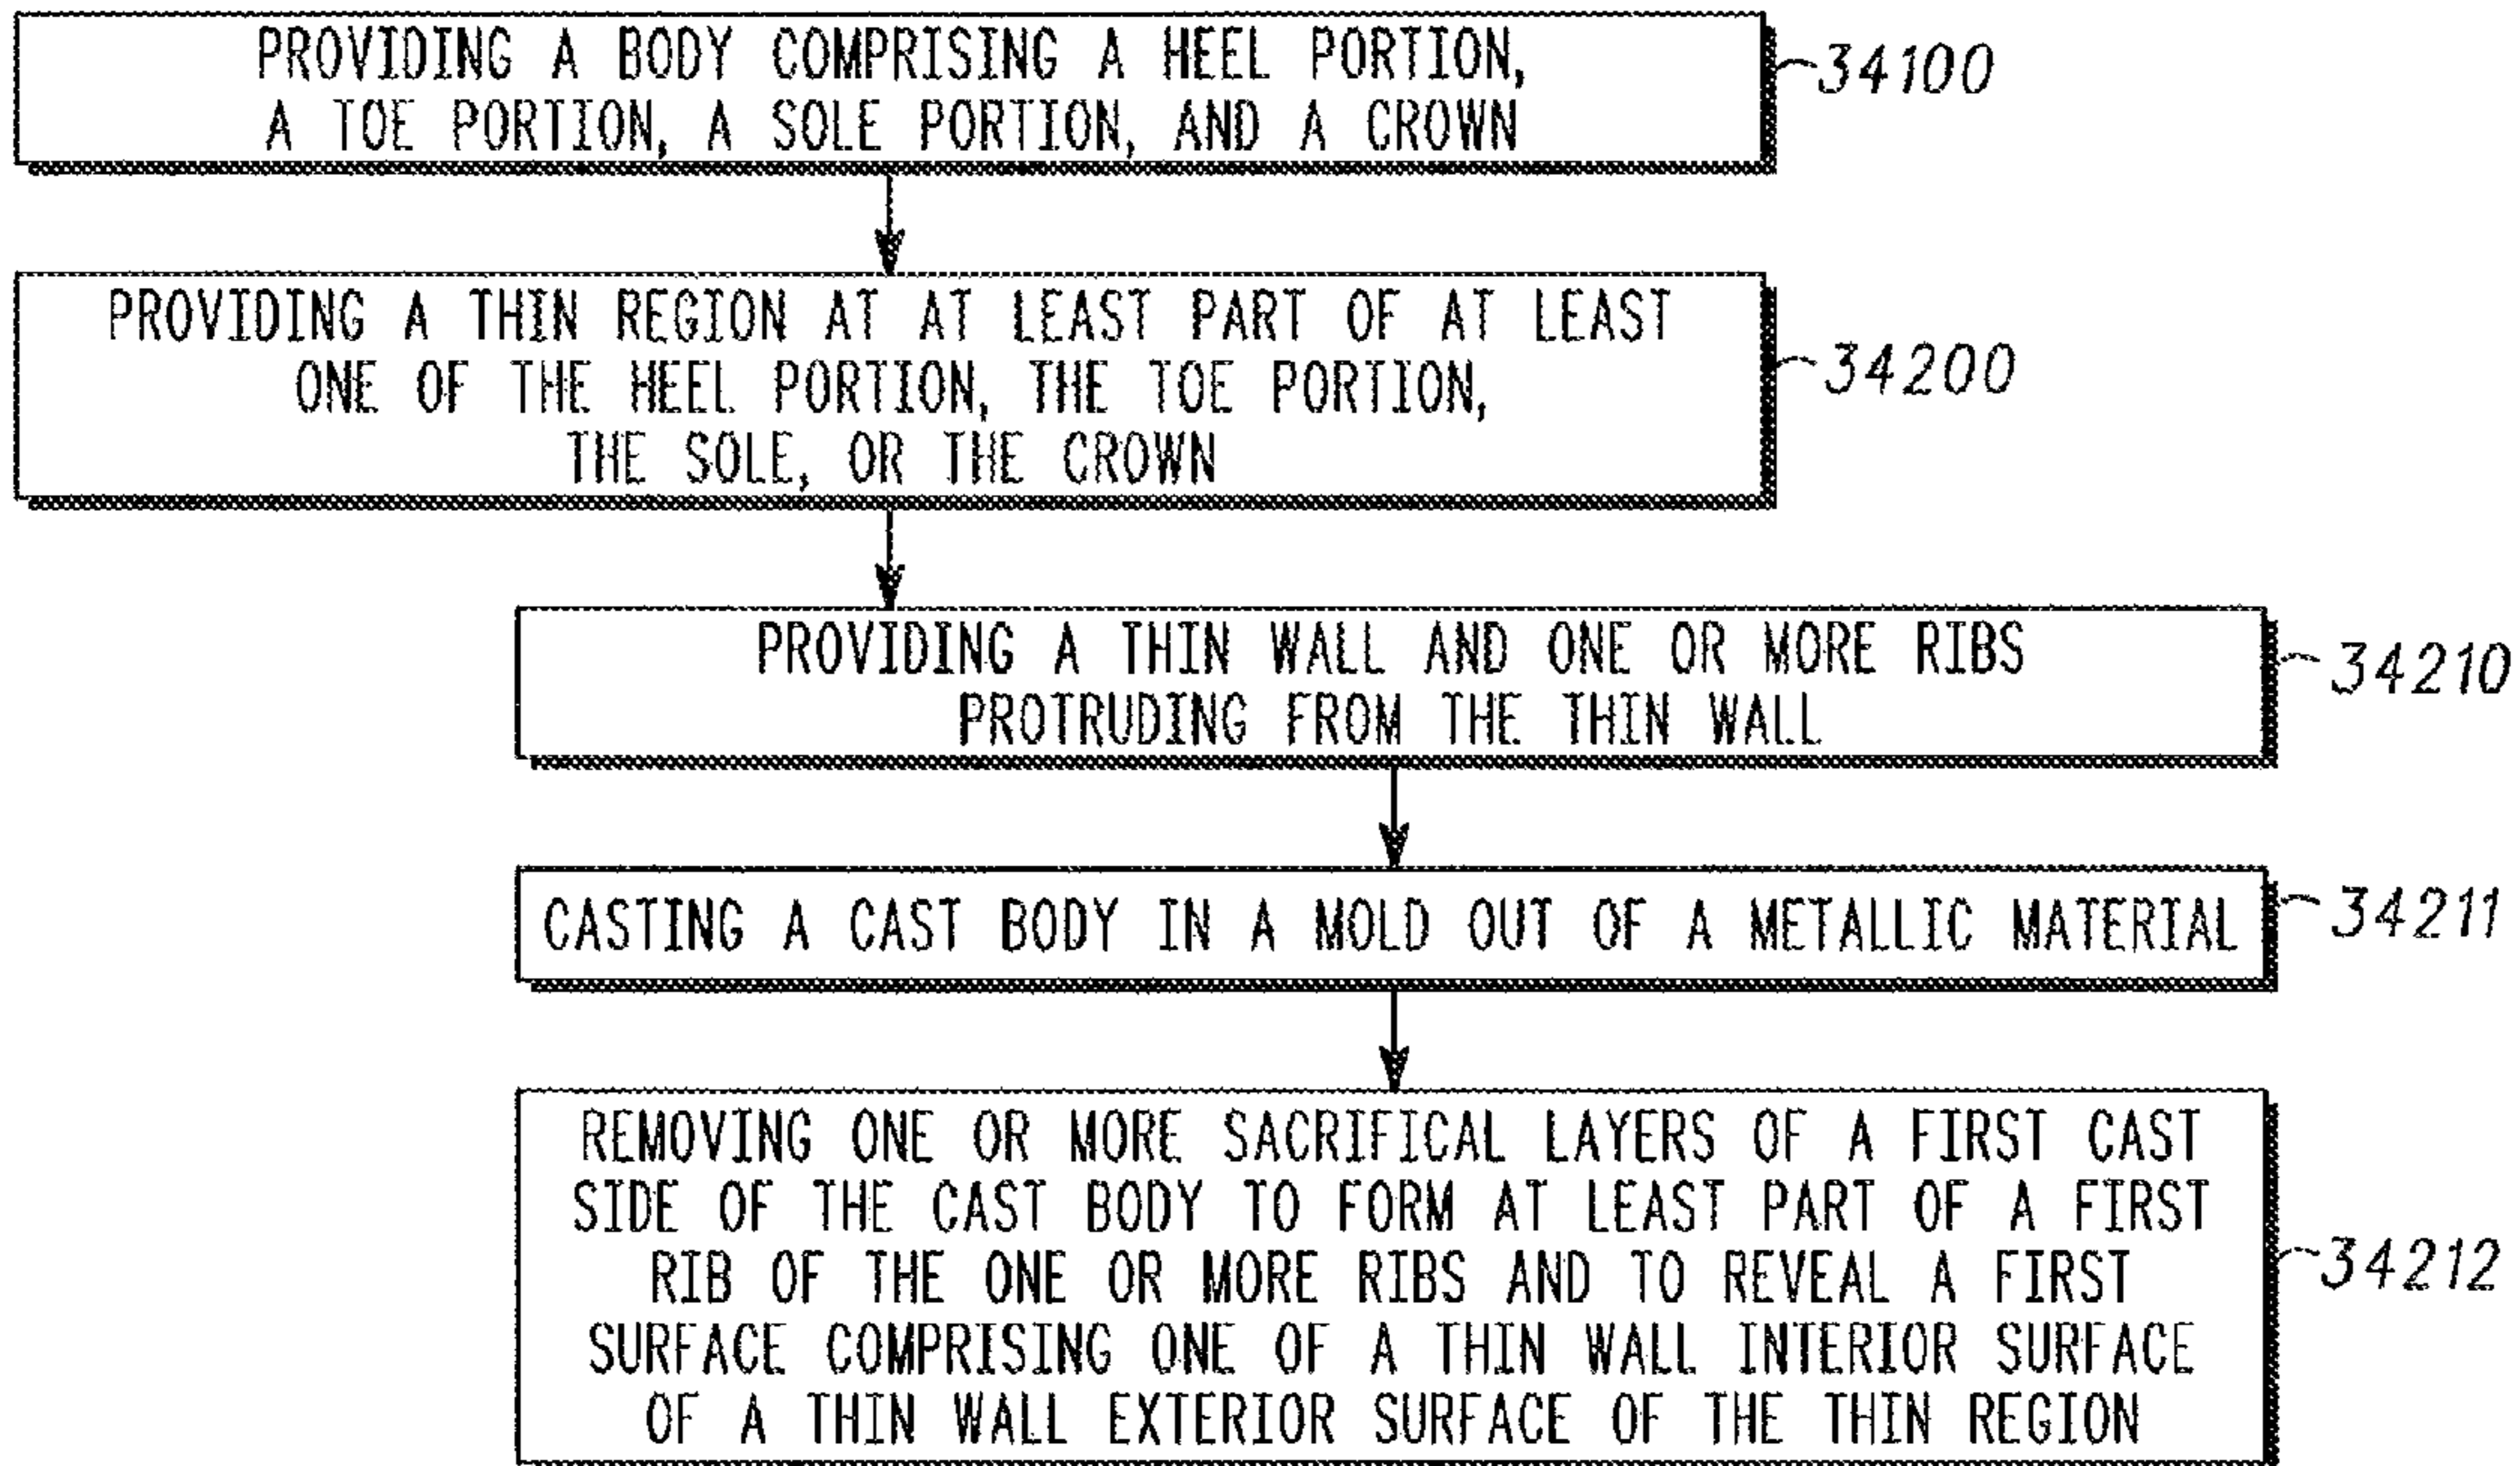 PROVIDING A BODY COMPRISING A HEEL PORTION,
A TOE PORTION, A SOLE PORTION, AND A CROWN
34100
PROVIDING A THIN REGION AT AT LEAST PART OF AT LEAST
ONE OF THE HEEL PORTION, THE TOE PORTION,
THE SOLE, OR THE CROWN
34200
PROVIDING A THIN WALL AND ONE OR MORE RIBS
PROTRUDING FROM THE THIN WALL
34210
CASTING A CAST BODY IN A MOLD OUT OF A METALLIC MATERIAL
34211
REMOVING ONE OR MORE SACRIFICAL LAYERS OF A FIRST CAST
SIDE OF THE CAST BODY TO FORM AT LEAST PART OF A FIRST
RIB OF THE ONE OR MORE RIBS AND TO REVEAL A FIRST
SURFACE COMPRISING ONE OF A THIN WALL INTERIOR SURFACE
OF A THIN WALL EXTERIOR SURFACE OF THE THIN REGION
34212